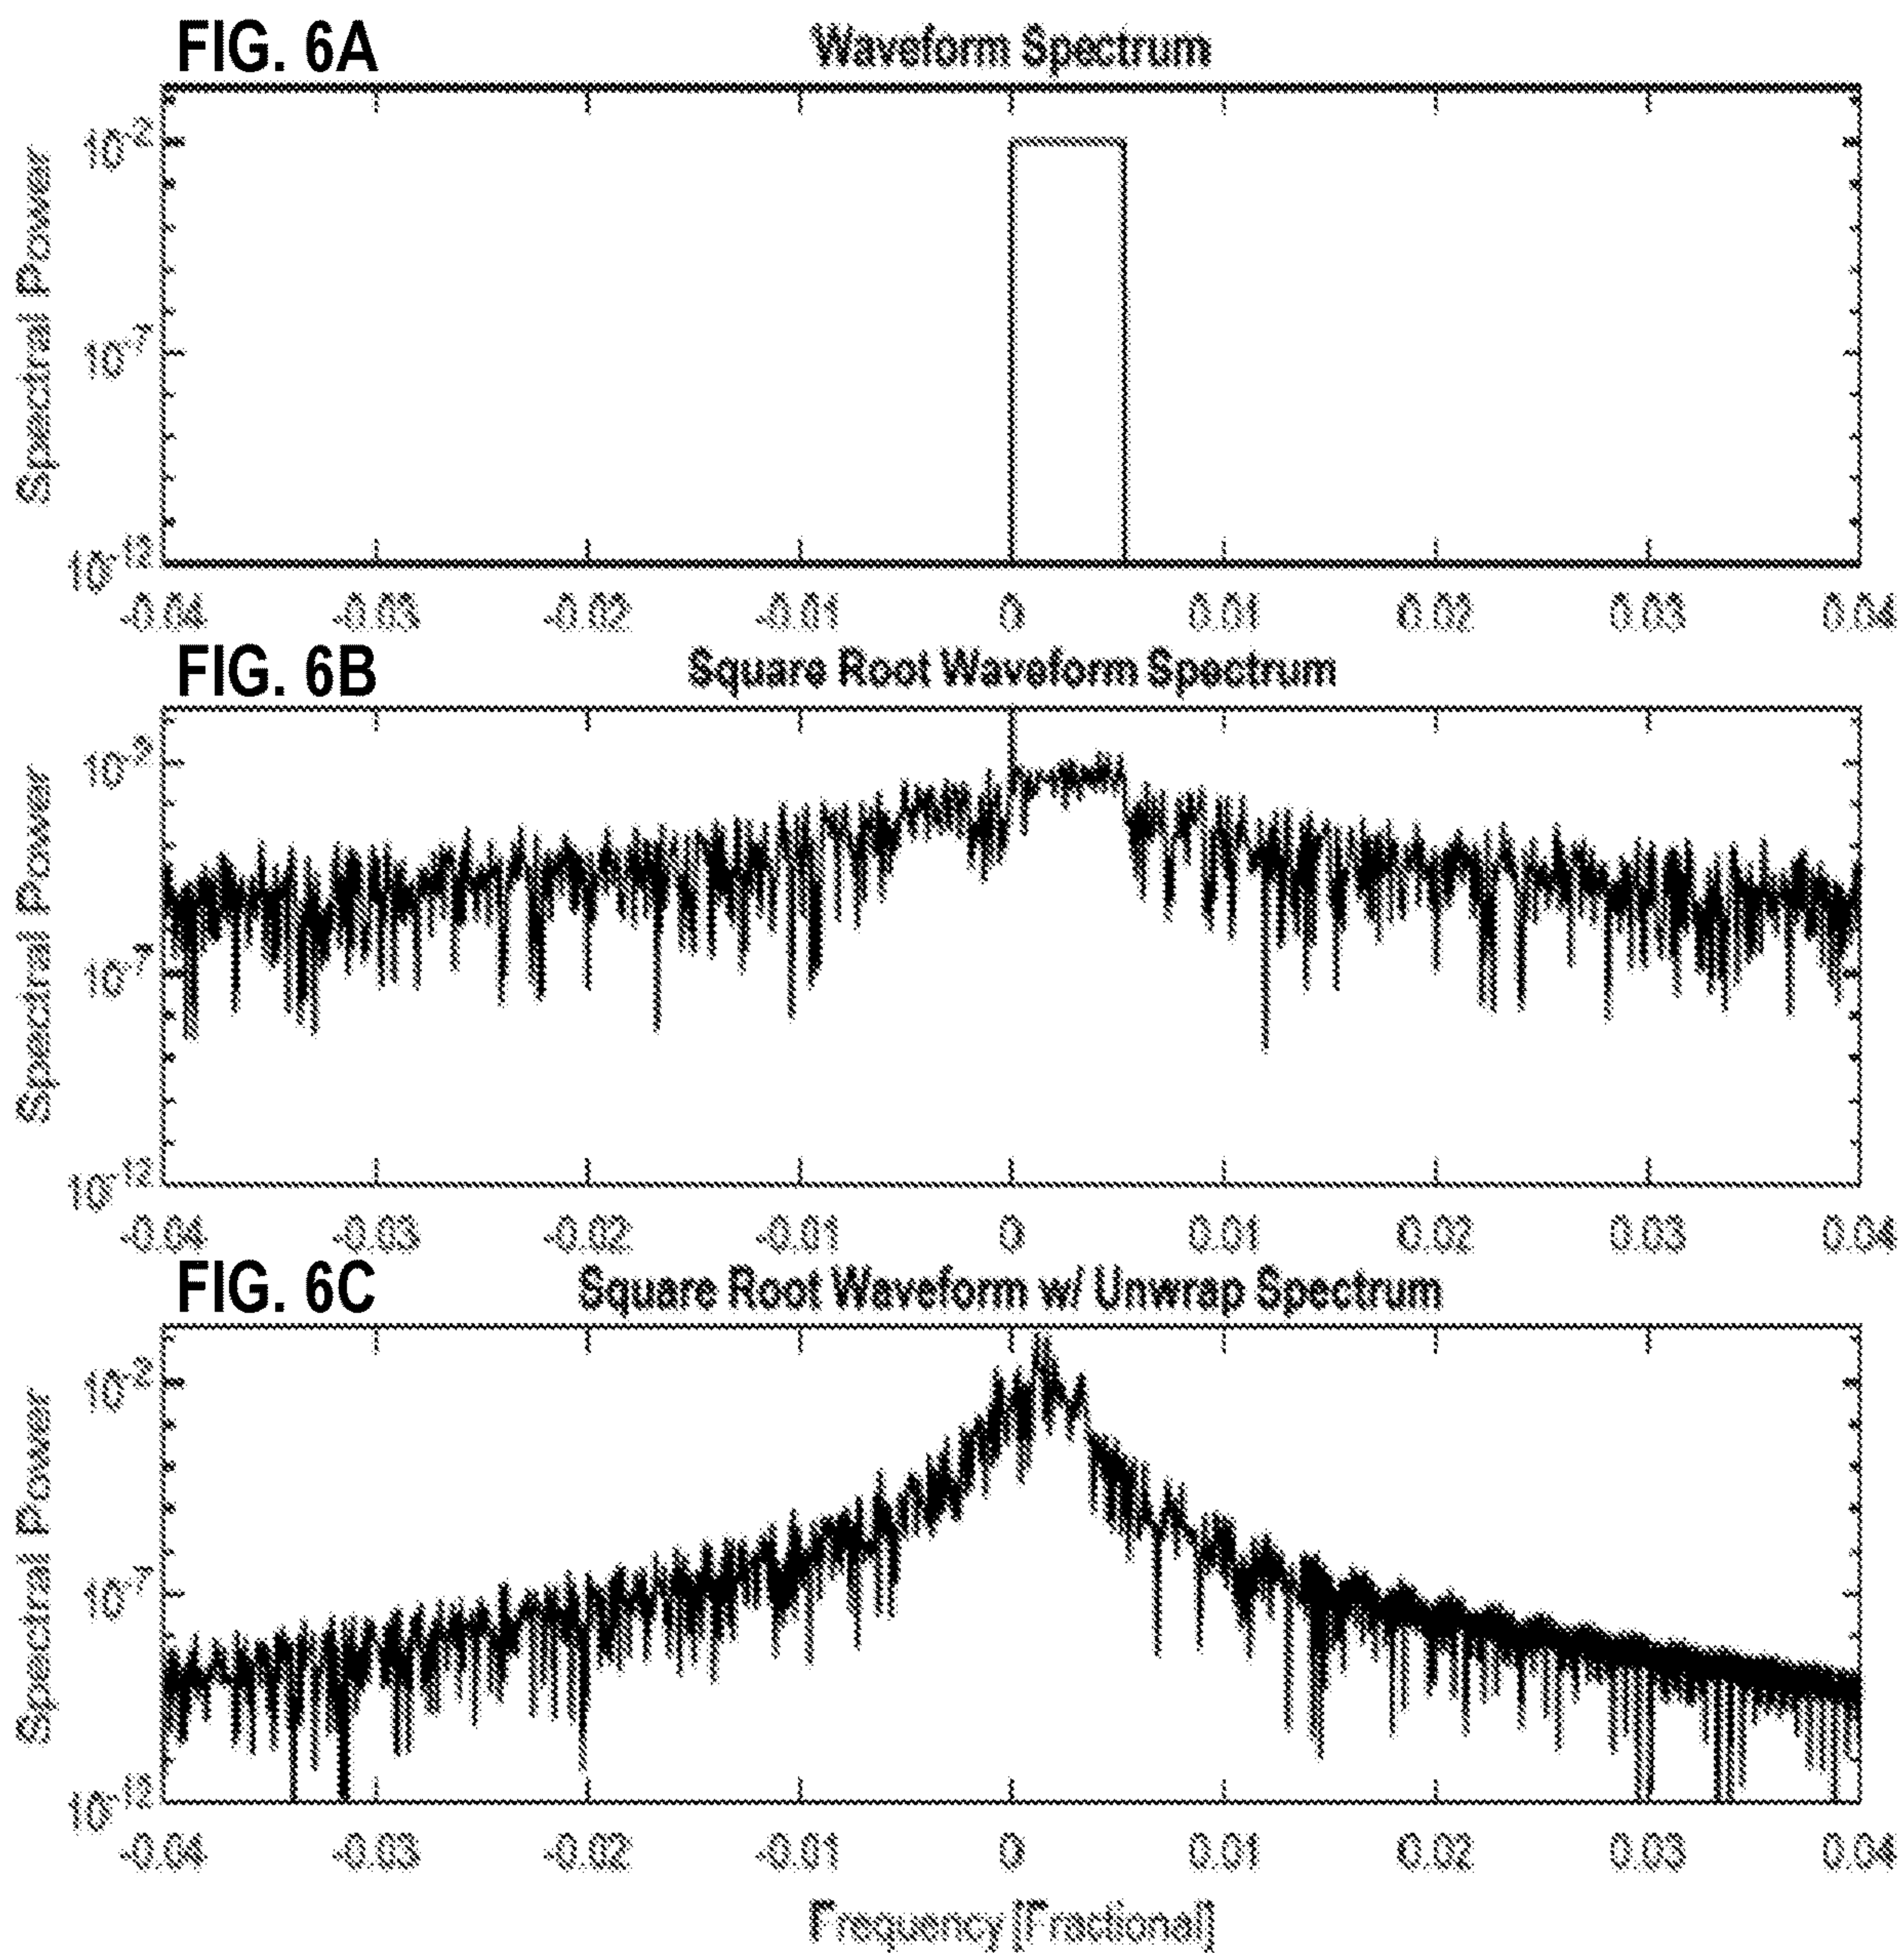 FIG. 6A
Waveform Spectrum
Spectral Power
10^-2
10^-7
10^-12
-0.04 -0.03 -0.02 -0.01 0 0.01 0.02 0.03 0.04
FIG. 6B
Square Root Waveform Spectrum
Spectral Power
10^-2
10^-7
10^-12
-0.04 -0.03 -0.02 -0.01 0 0.01 0.02 0.03 0.04
FIG. 6C
Square Root Waveform w/ Unwrap Spectrum
Spectral Power
10^-2
10^-7
10^-12
-0.04 -0.03 -0.02 -0.01 0 0.01 0.02 0.03 0.04
Frequency [Fractional]